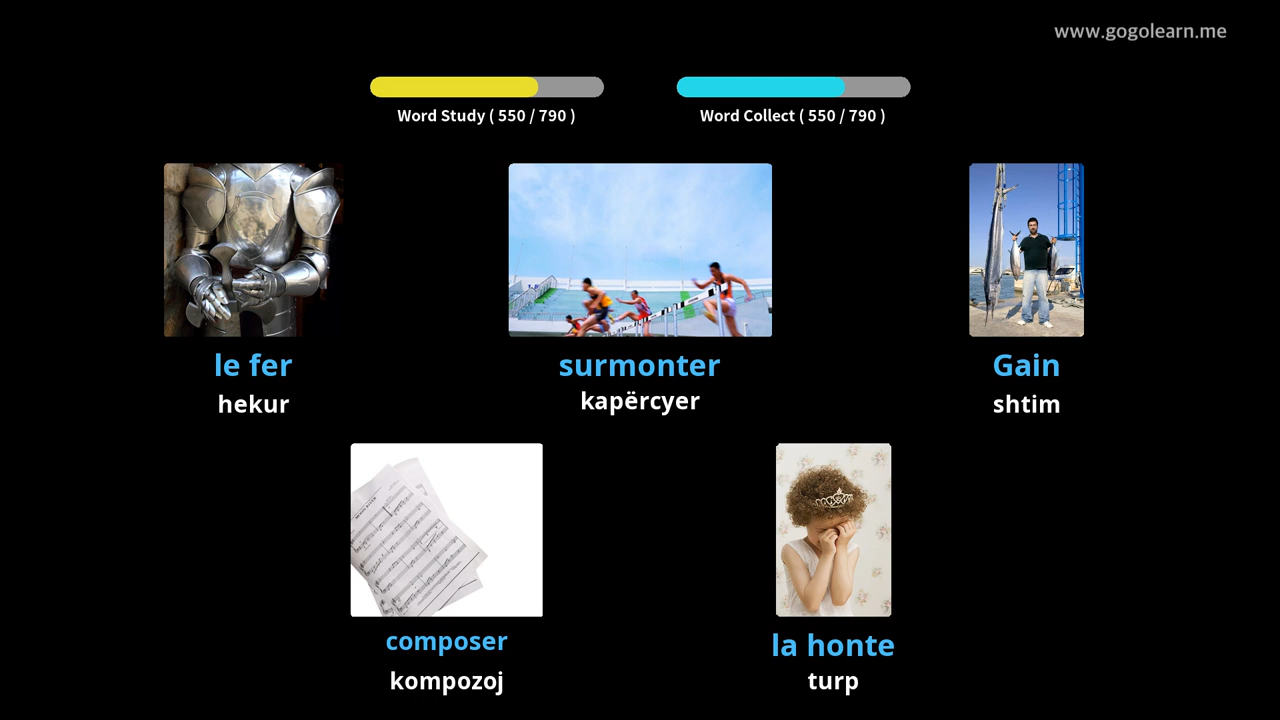 www.gogolearn.me
Word Study ( 550 / 790 )
Word Collect ( 550 / 790 )
le fer
hekur
surmonter
kapërcyer
Gain
shtim
composer
kompozoj
la honte
turp